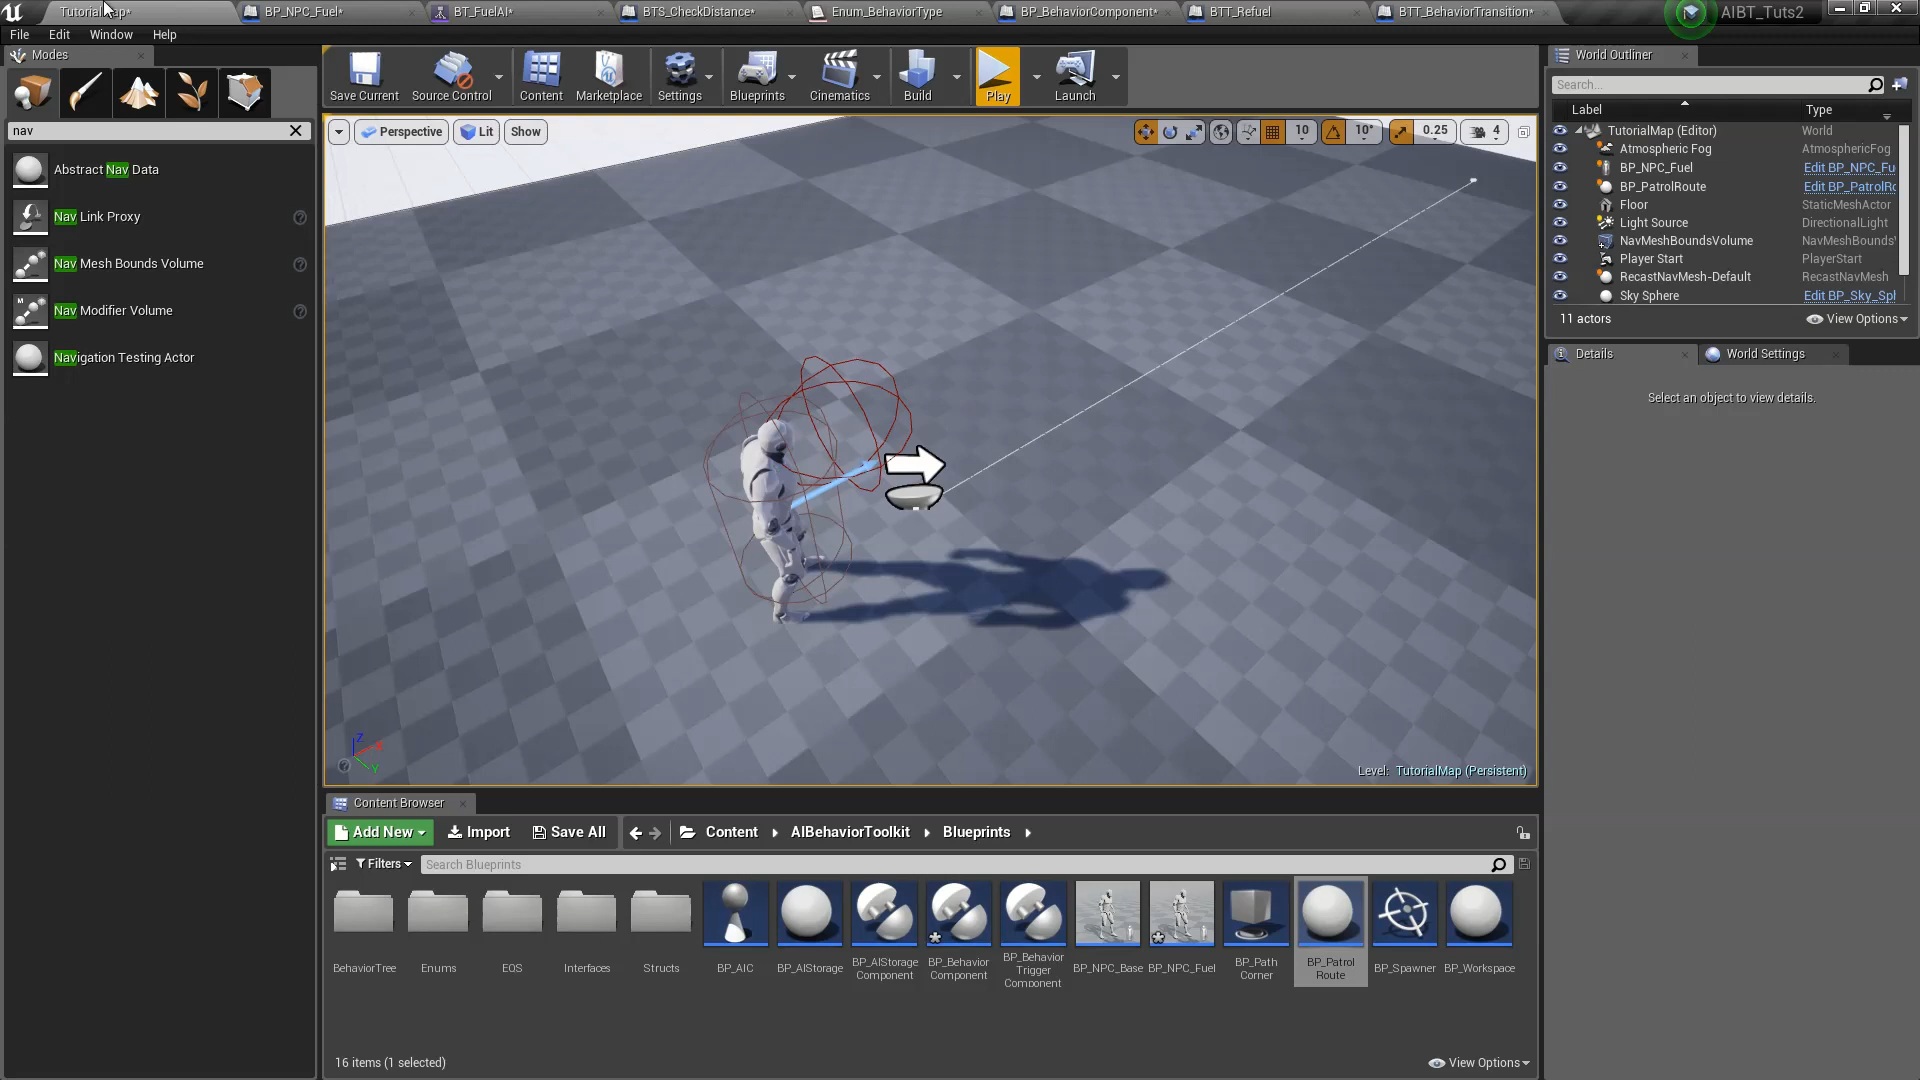 TutorialMap*
BP_NPC_Fuel*
BT_FuelAI*
BTS_CheckDistance*
Enum_BehaviorType
BP_BehaviorComponent*
BTT_Refuel
BTT_BehaviorTransition*
AIBT_Tuts2
File
Edit
Window
Help
Modes
nav
Abstract Nav Data
Nav Link Proxy
Nav Mesh Bounds Volume
Nav Modifier Volume
Navigation Testing Actor
Save Current
Source Control
Content
Marketplace
Settings
Blueprints
Cinematics
Build
Play
Launch
Perspective
Lit
Show
10
10°
0.25
4
Z
X
Y
Level: TutorialMap (Persistent)
World Outliner
Search...
Label
Type
TutorialMap (Editor)
World
Atmospheric Fog
AtmosphericFog
BP_NPC_Fuel
Edit BP_NPC_Fu
BP_PatrolRoute
Edit BP_PatrolRo
Floor
StaticMeshActor
Light Source
DirectionalLight
NavMeshBoundsVolume
NavMeshBoundsV
Player Start
PlayerStart
RecastNavMesh-Default
RecastNavMesh
Sky Sphere
Edit BP_Sky_Sph
11 actors
View Options
Details
World Settings
Select an object to view details.
Content Browser
Add New
Import
Save All
Content
AIBehaviorToolkit
Blueprints
Filters
Search Blueprints
BehaviorTree
Enums
EQS
Interfaces
Structs
BP_AIC
BP_AIStorage
BP_AIStorage
Component
BP_Behavior
Component
BP_Behavior
Trigger
Component
BP_NPC_Base
BP_NPC_Fuel
BP_Path
Corner
BP_Patrol
Route
BP_Spawner
BP_Workspace
16 items (1 selected)
View Options